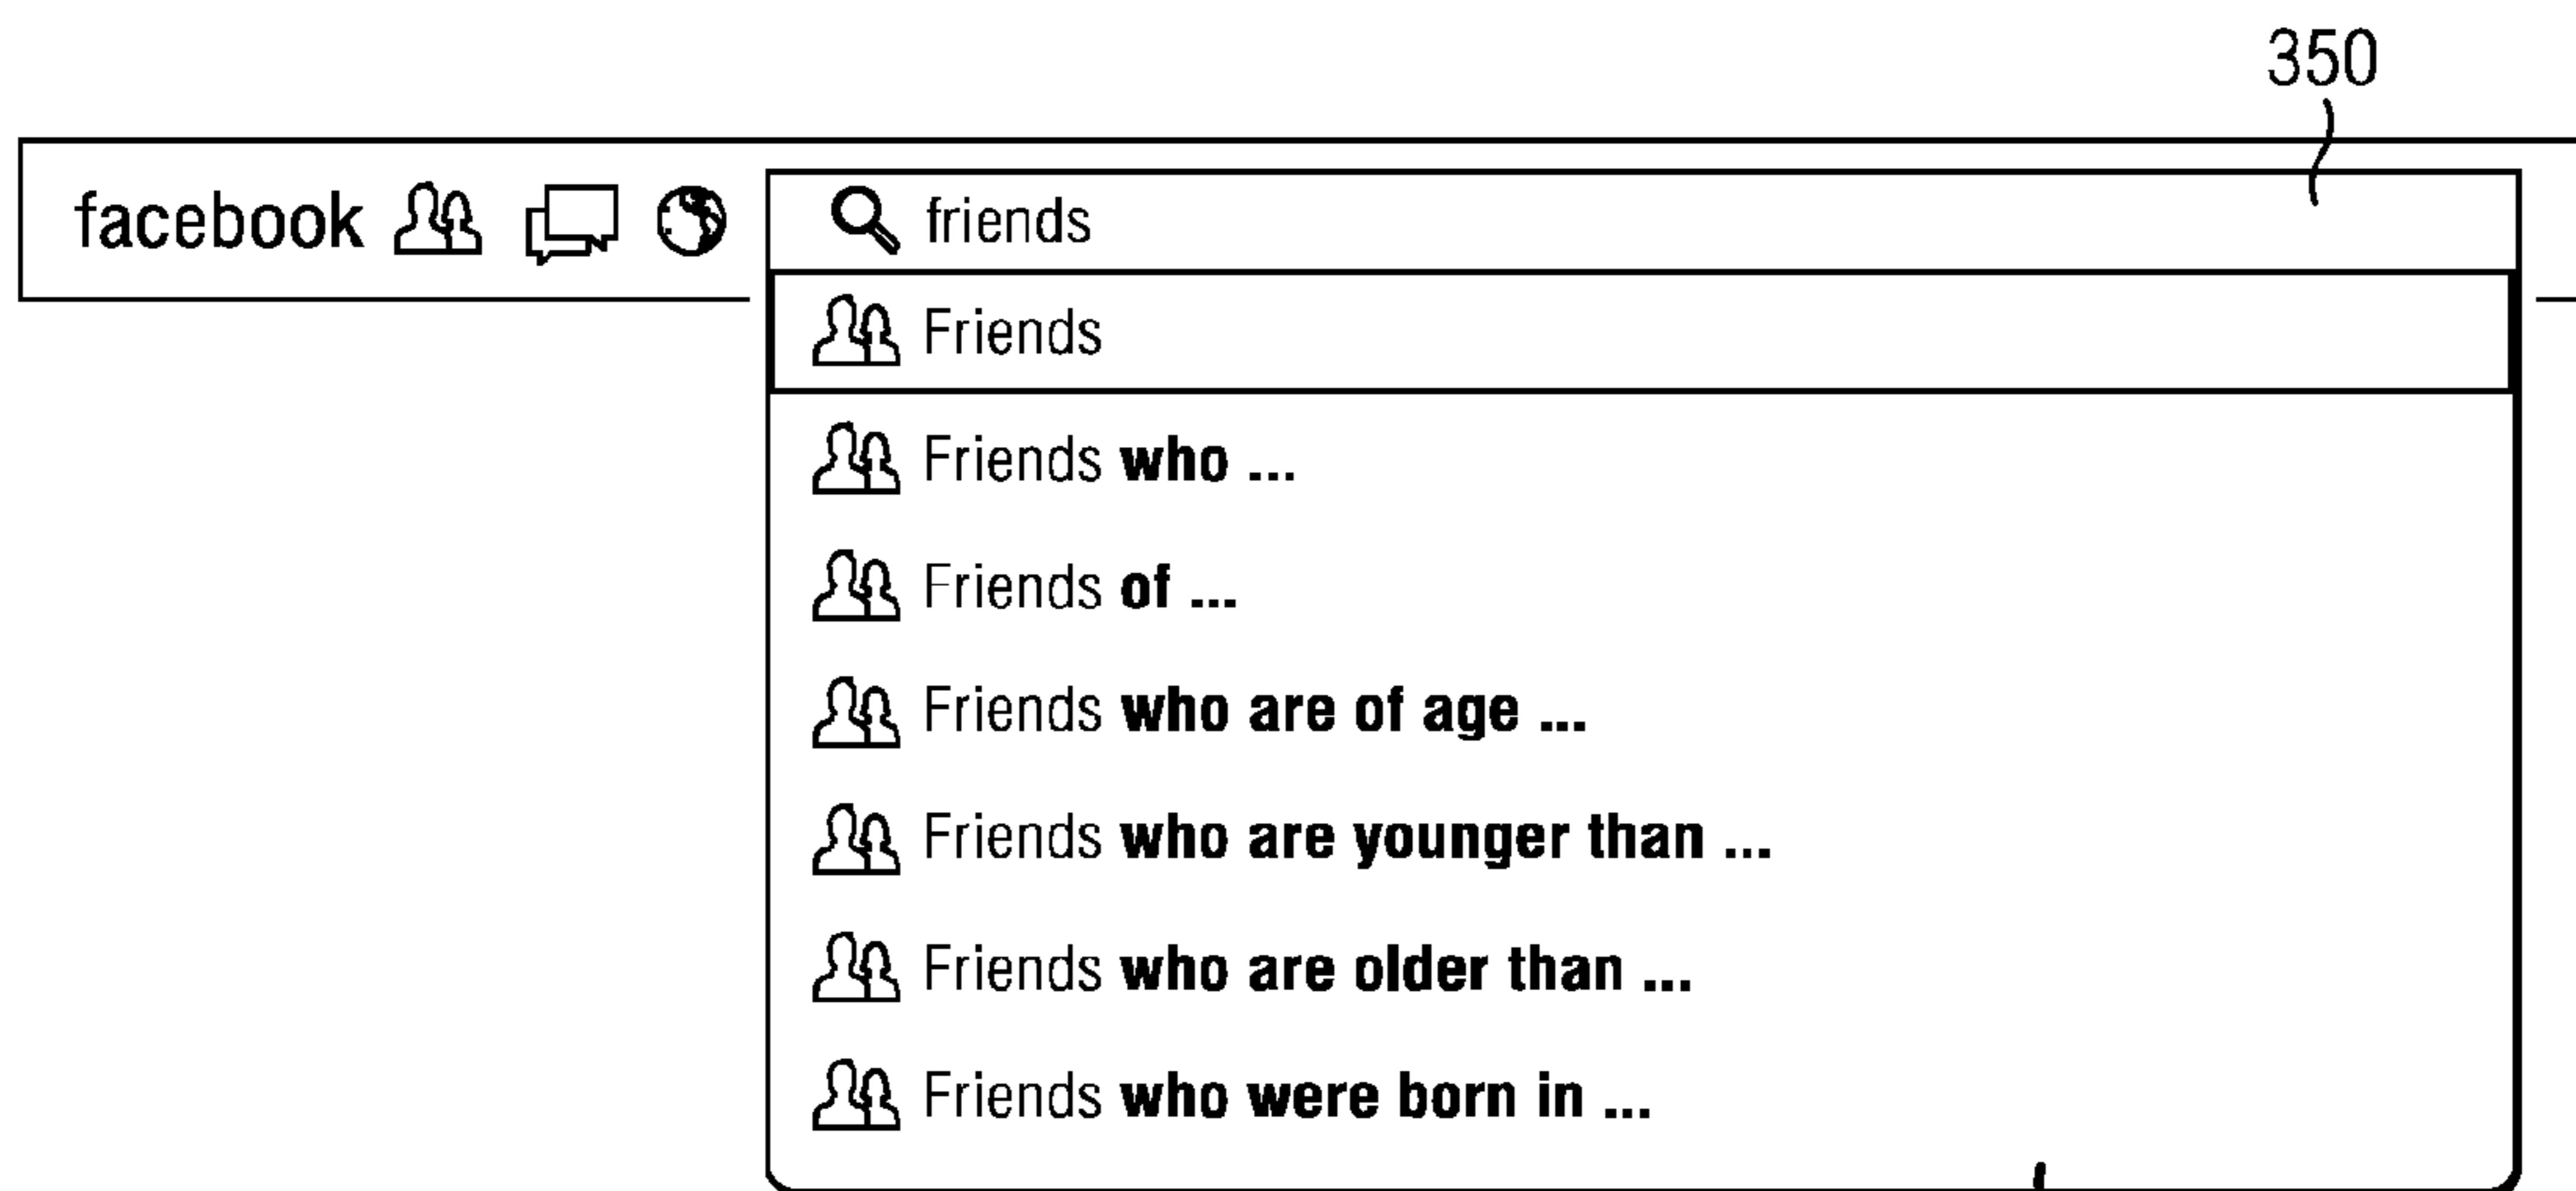 350
facebook friends
Friends
Friends who ...
Friends of ...
Friends who are of age ...
Friends who are younger than ...
Friends who are older than ...
Friends who were born in ...